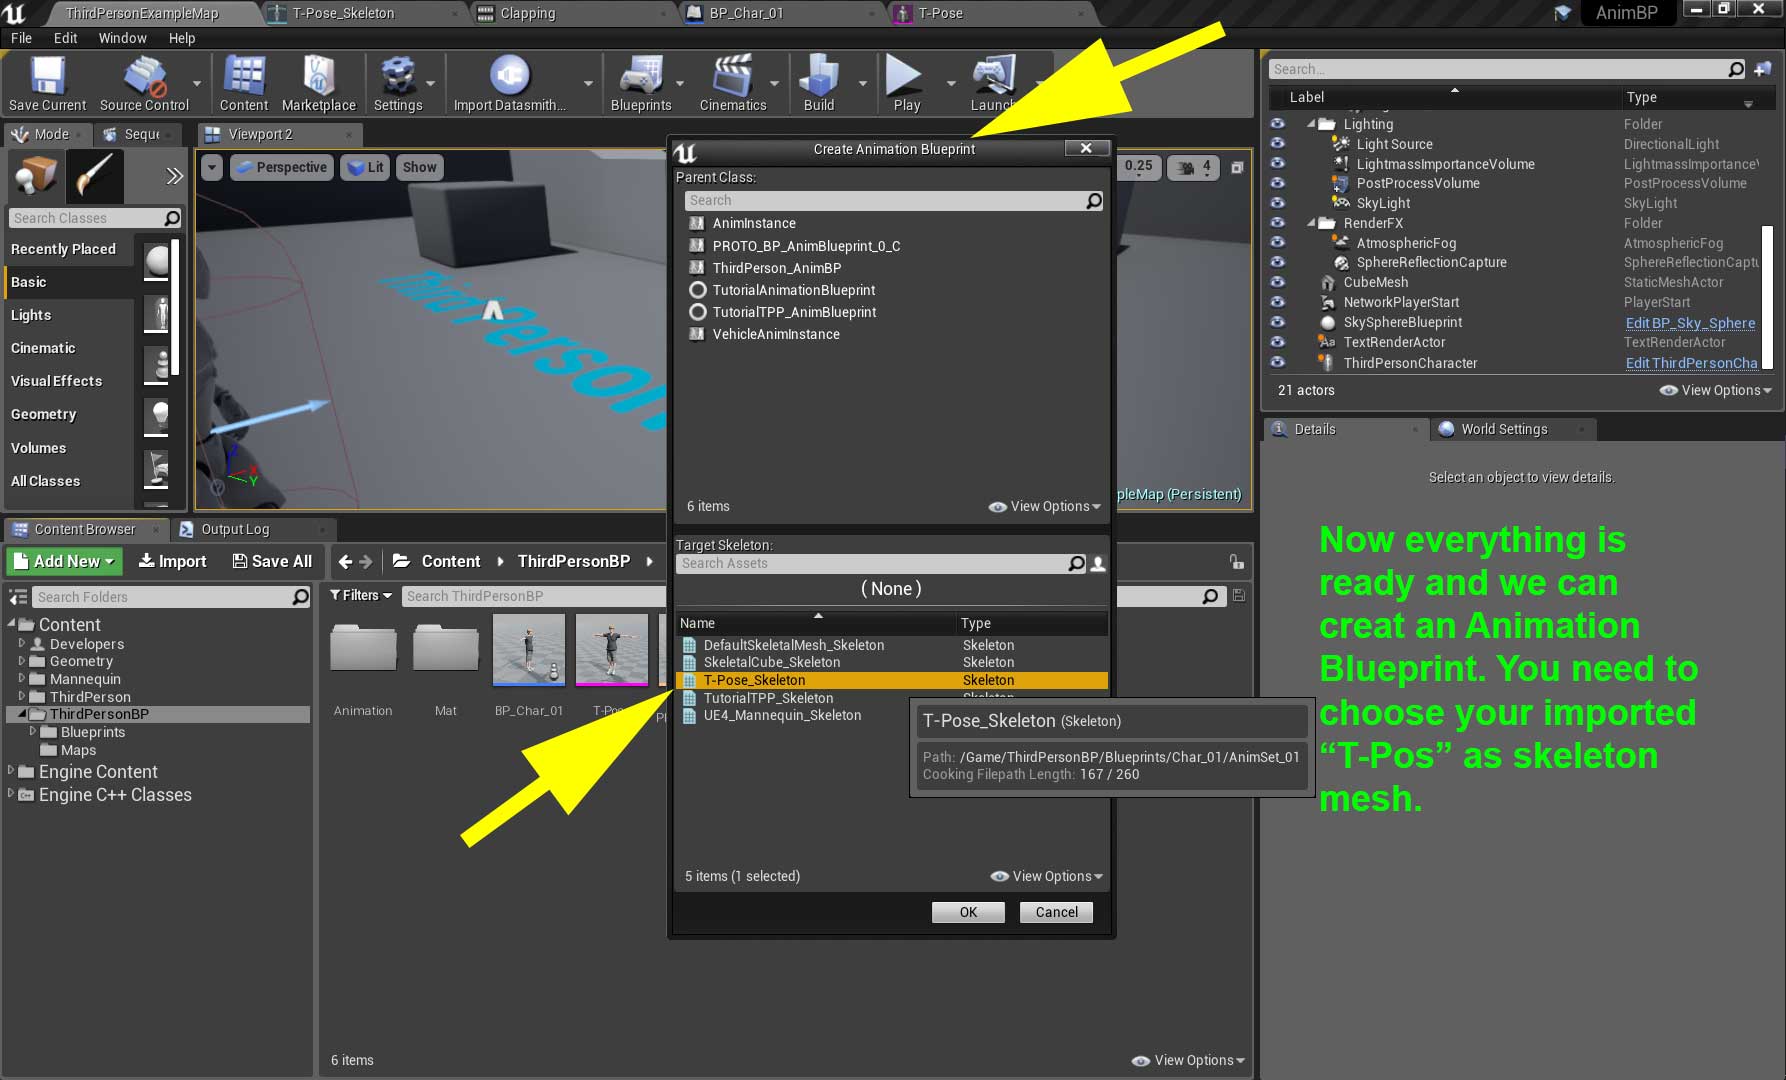 ThirdPersonExampleMap
T-Pose_Skeleton
Clapping
BP_Char_01
T-Pose
AnimBP
File Edit Window Help
Save Current
Source Control
Content
Marketplace
Settings
Import Datasmith...
Blueprints
Cinematics
Build
Play
Launch
Mode
Seque
Viewport 2
Search Classes
Recently Placed
Basic
Lights
Cinematic
Visual Effects
Geometry
Volumes
All Classes
Perspective
Lit
Show
0.25
4
ThirdPerson
Z
X
Y
pleMap (Persistent)
Create Animation Blueprint
Parent Class:
Search
AnimInstance
PROTO_BP_AnimBlueprint_0_C
ThirdPerson_AnimBP
TutorialAnimationBlueprint
TutorialTPP_AnimBlueprint
VehicleAnimInstance
6 items
View Options
Target Skeleton:
Search Assets
( None )
Name Type
DefaultSkeletalMesh_Skeleton Skeleton
SkeletalCube_Skeleton Skeleton
T-Pose_Skeleton Skeleton
TutorialTPP_Skeleton Skeleton
UE4_Mannequin_Skeleton
T-Pose_Skeleton (Skeleton)
Path: /Game/ThirdPersonBP/Blueprints/Char_01/AnimSet_01
Cooking Filepath Length: 167 / 260
5 items (1 selected)
View Options
OK
Cancel
Search...
Label Type
Lighting Folder
Light Source DirectionalLight
LightmassImportanceVolume LightmassImportanceV
PostProcessVolume PostProcessVolume
SkyLight SkyLight
RenderFX Folder
AtmosphericFog AtmosphericFog
SphereReflectionCapture SphereReflectionCaptu
CubeMesh StaticMeshActor
NetworkPlayerStart PlayerStart
SkySphereBlueprint Edit BP_Sky_Sphere
TextRenderActor TextRenderActor
ThirdPersonCharacter Edit ThirdPersonCha
21 actors
View Options
Details
World Settings
Select an object to view details.
Now everything is
ready and we can
creat an Animation
Blueprint. You need to
choose your imported
“T-Pos” as skeleton
mesh.
Content Browser
Output Log
Add New
Import
Save All
Content
ThirdPersonBP
Search Folders
Filters
Search ThirdPersonBP
Content
Developers
Geometry
Mannequin
ThirdPerson
ThirdPersonBP
Blueprints
Maps
Engine Content
Engine C++ Classes
Animation
Mat
BP_Char_01
T-Pos
6 items
View Options